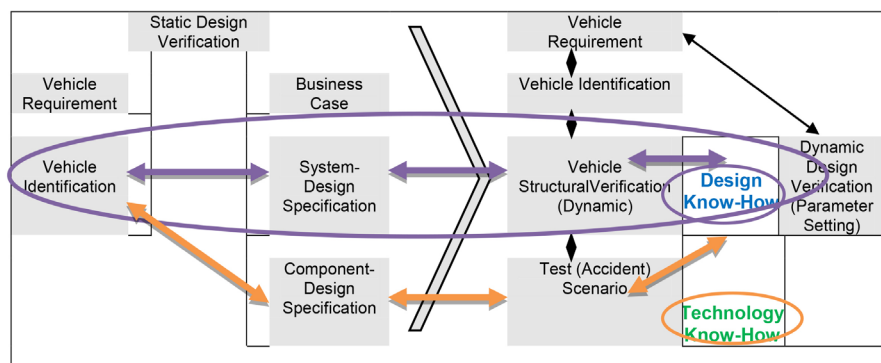 Static Design
Verification
Vehicle
Requirement
Vehicle
Requirement
Business
Case
Vehicle Identification
Vehicle
Identification
System-
Design
Specification
Vehicle
StructuralVerification
(Dynamic)
Design
Know-How
Dynamic
Design
Verification
(Parameter
Setting)
Component-
Design
Specification
Test (Accident)
Scenario
Technology
Know-How